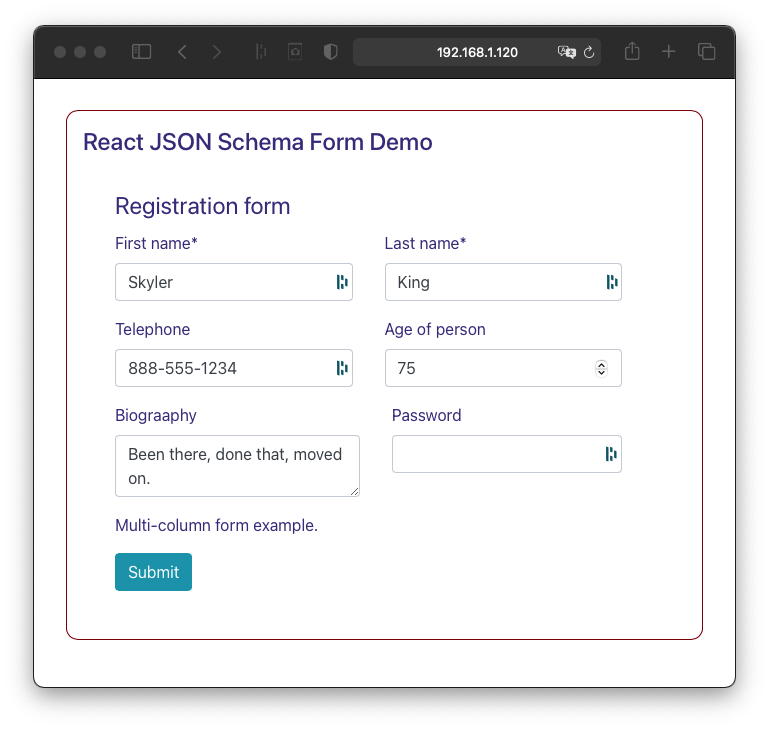 192.168.1.120
React JSON Schema Form Demo
Registration form
First name* Last name*
Skyler King
Telephone Age of person
888-555-1234 75
Biograaphy Password
Been there, done that, moved
on.
Multi-column form example.
Submit